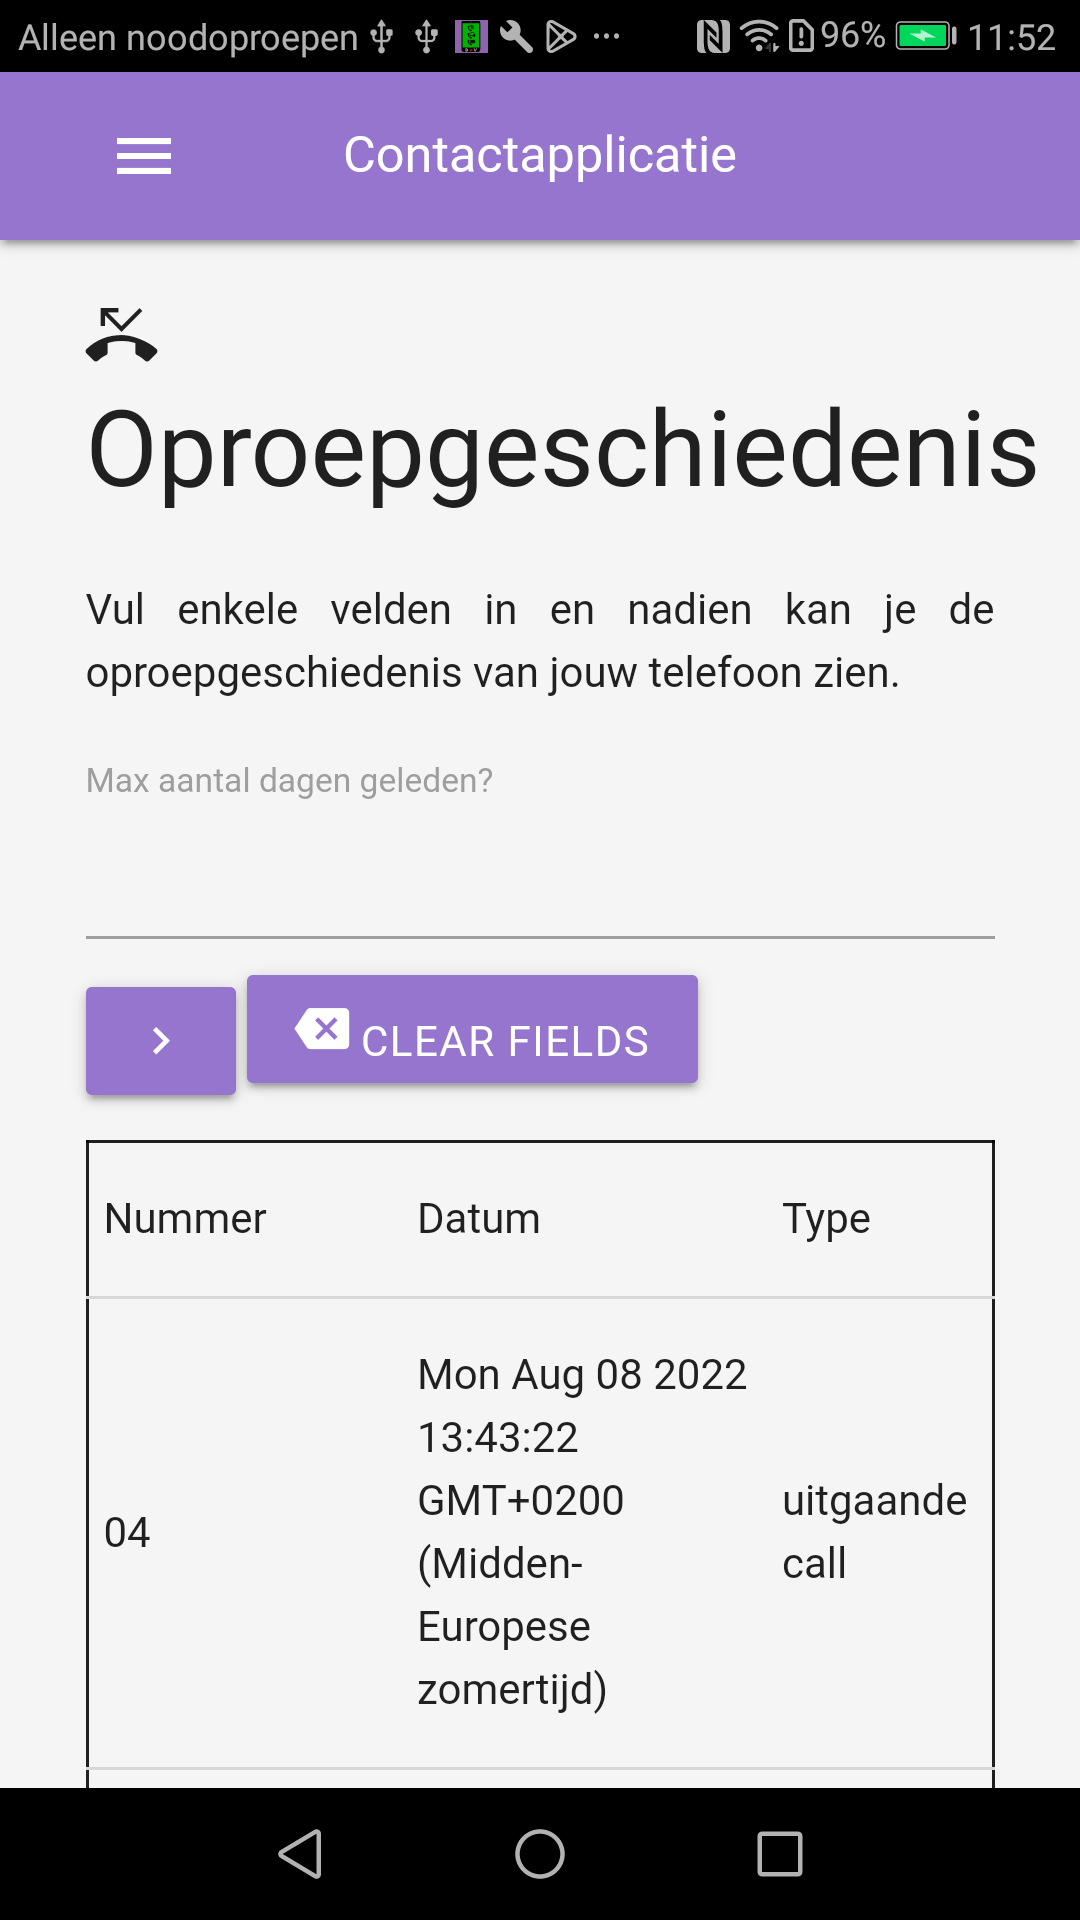 Alleen noodoproepen 96% 11:52
Contactapplicatie
Oproepgeschiedenis
Vul enkele velden in en nadien kan je de
oproepgeschiedenis van jouw telefoon zien.
Max aantal dagen geleden?
CLEAR FIELDS
Nummer Datum Type
04
Mon Aug 08 2022
13:43:22
GMT+0200
(Midden-
Europese
zomertijd)
uitgaande
call